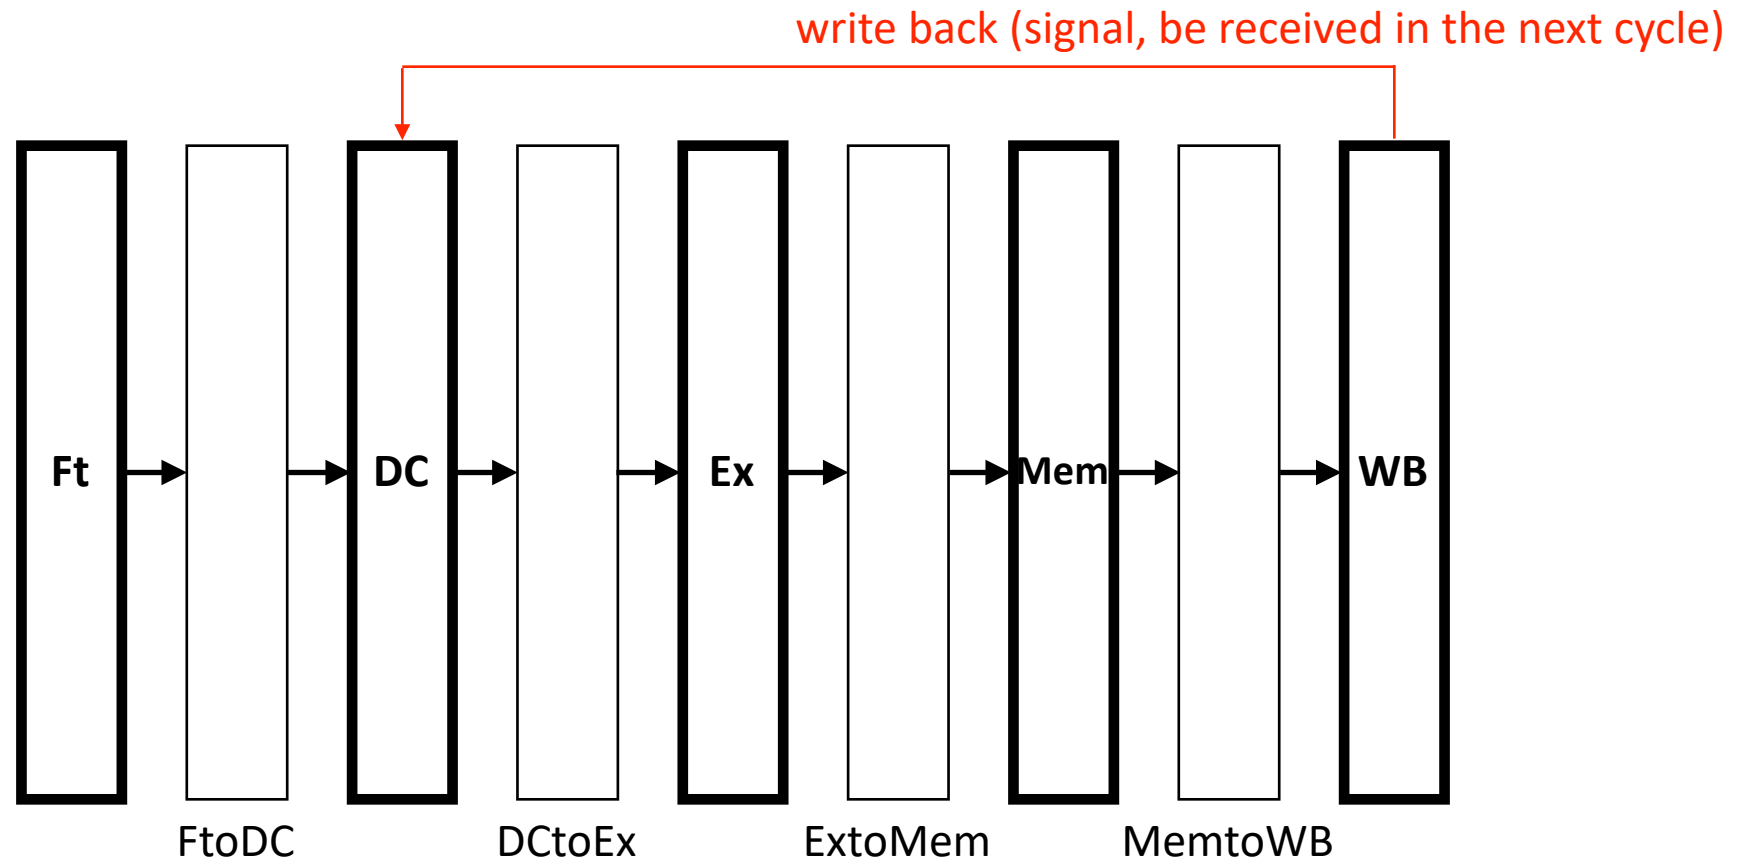 write back (signal, be received in the next cycle)
Ft
DC
Ex
Mem
WB
FtoDC
DCtoEx
ExtoMem
MemtoWB